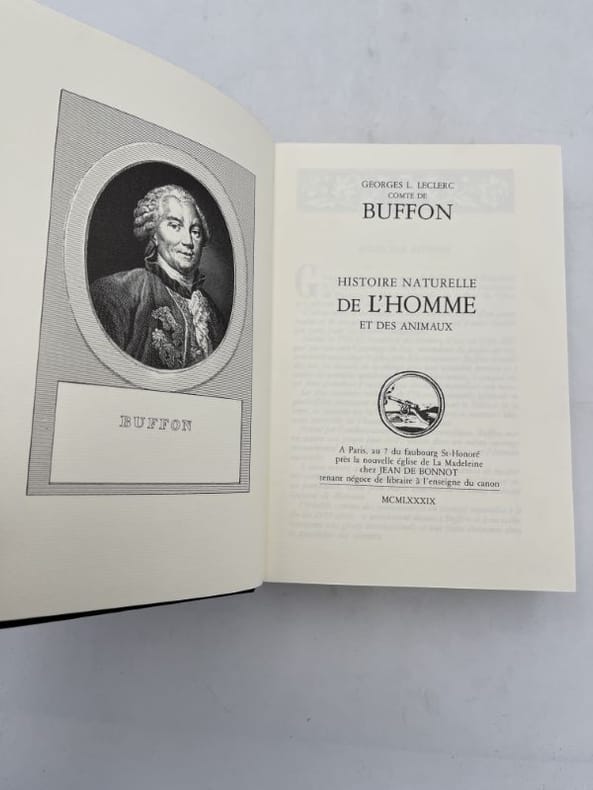 BUFFON
GEORGES L. LECLERC
COMTE DE
BUFFON
HISTOIRE NATURELLE
DE L'HOMME
ET DES ANIMAUX
A Paris, au 7 du faubourg St-Honoré
près la nouvelle église de La Madeleine
chez JEAN DE BONNOT
tenant négoce de libraire à l'enseigne du canon
MCMLXXXIX